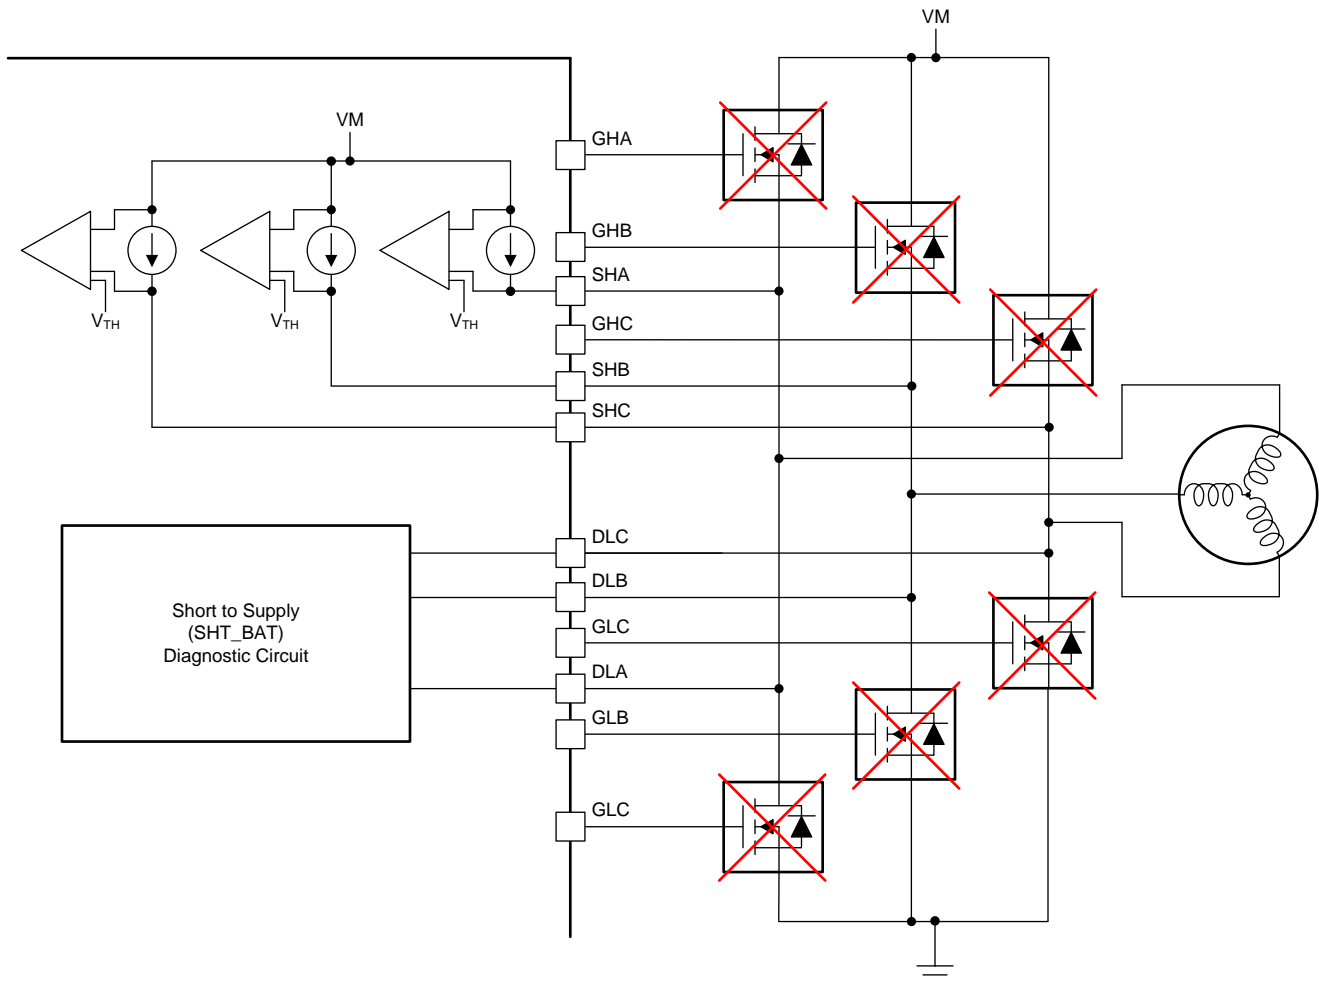 VM
VM
GHA
GHB
SHA
GHC
SHB
SHC
VTH
VTH
VTH
DLC
DLB
GLC
DLA
GLB
GLC
Short to Supply
(SHT_BAT)
Diagnostic Circuit